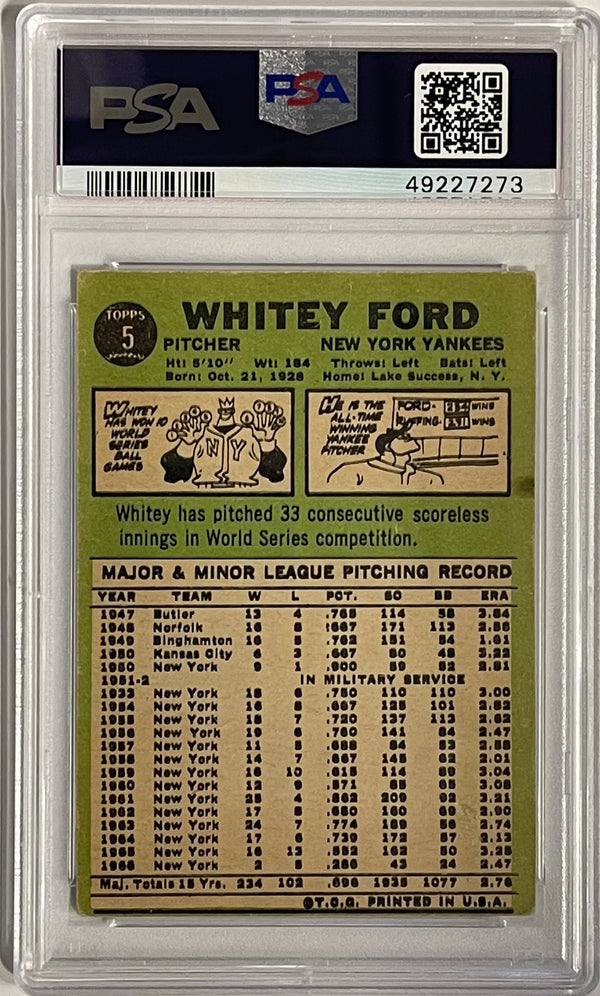 PSA
PSA
49227273
TOPPS
5
WHITEY FORD
PITCHER NEW YORK YANKEES
Ht: 5'10" Wt: 184 Throws: Left Bats: Left
Born: Oct. 21, 1928 Home: Lake Success, N. Y.
WHITEY HAS WON 10 WORLD SERIES BALL GAMES
NY
HE IS THE ALL-TIME WINNING YANKEE PITCHER
FORD- 234 WINS
RUFFING- 231 WINS
Whitey has pitched 33 consecutive scoreless
innings in World Series competition.
MAJOR & MINOR LEAGUE PITCHING RECORD
YEAR TEAM W L PCT. SO BB ERA
1947 Butler 13 4 .765 114 58 3.84
1948 Norfolk 16 8 .667 171 113 2.58
1949 Binghamton 16 5 .762 151 54 1.61
1950 Kansas City 6 3 .667 80 48 3.22
1950 New York 9 1 .900 59 52 2.81
1951-2 IN MILITARY SERVICE
1953 New York 18 6 .750 110 110 3.00
1954 New York 16 8 .667 125 101 2.82
1955 New York 18 7 .720 137 113 2.62
1956 New York 19 6 .760 141 84 2.47
1957 New York 11 5 .688 84 53 2.58
1958 New York 14 7 .667 145 62 2.01
1959 New York 16 10 .615 114 89 3.04
1960 New York 12 9 .571 85 65 3.08
1961 New York 25 4 .862 209 92 3.21
1962 New York 17 8 .680 160 69 2.90
1963 New York 24 7 .774 189 56 2.74
1964 New York 17 6 .739 172 57 2.13
1965 New York 16 13 .552 162 50 3.25
1966 New York 2 5 .286 43 24 2.47
Maj. Totals 15 Yrs. 234 102 .696 1935 1077 2.76
©T.C.G. PRINTED IN U.S.A.